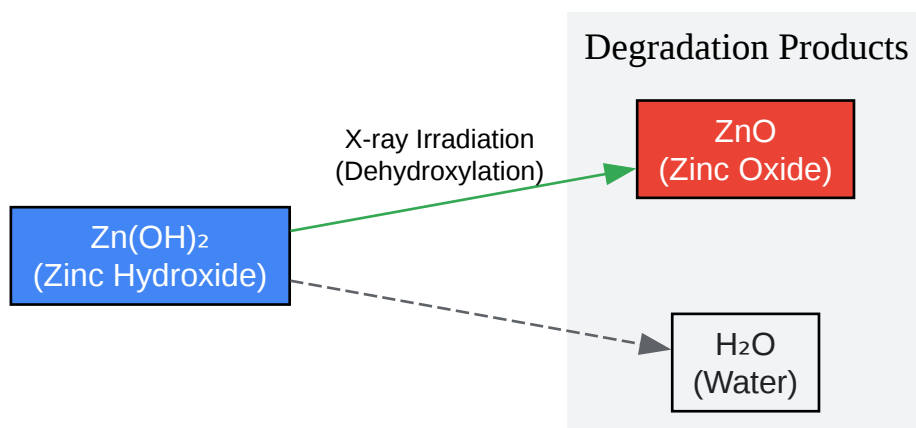 Degradation Products
X-ray Irradiation
(Dehydroxylation)
ZnO
(Zinc Oxide)
Zn(OH)₂
(Zinc Hydroxide)
H₂O
(Water)